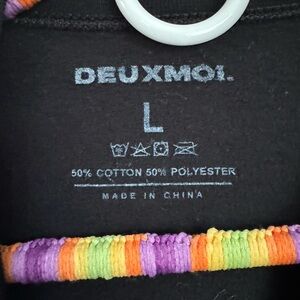 DEUXMOI.
L
50% COTTON 50% POLYESTER
MADE IN CHINA